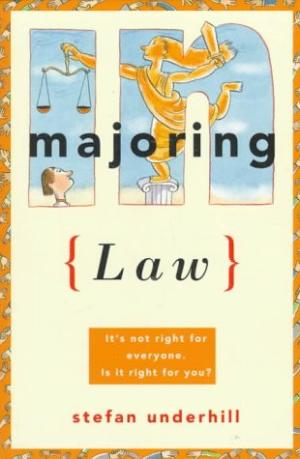 majoring
in
{ Law }
It's not right for
everyone.
Is it right for you?
stefan underhill